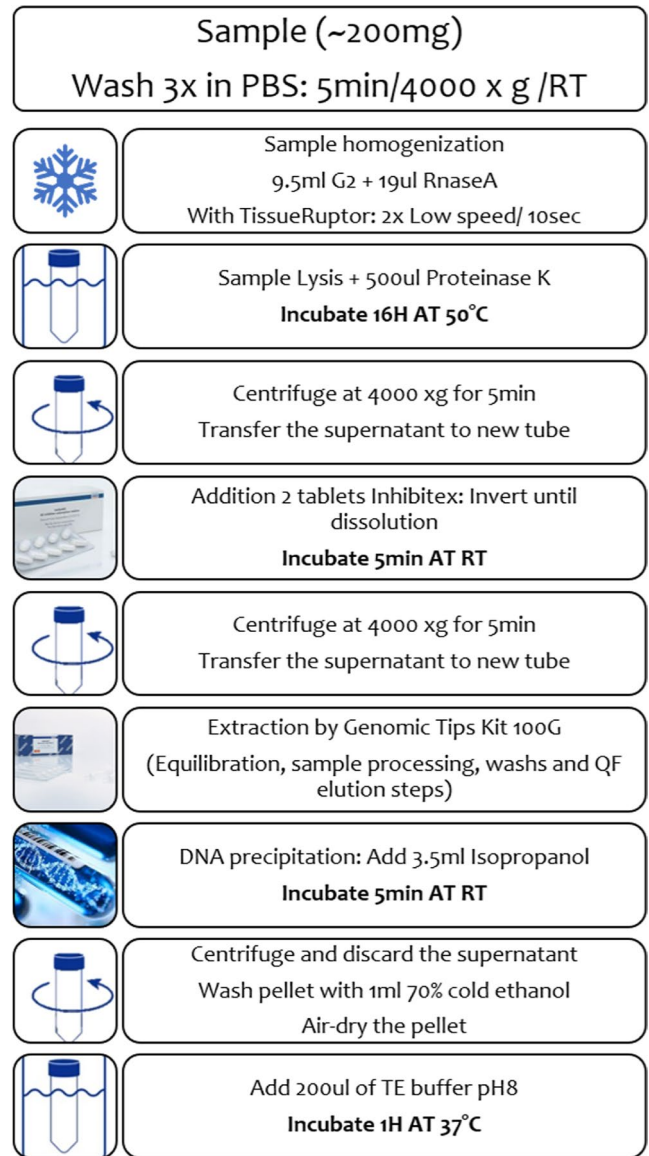 Sample (~200mg)
Wash 3x in PBS: 5min/4000 x g /RT
Sample homogenization
9.5ml G2 + 19ul RnaseA
With TissueRuptor: 2x Low speed/ 10sec
Sample Lysis + 500ul Proteinase K
Incubate 16H AT 50°C
Centrifuge at 4000 xg for 5min
Transfer the supernatant to new tube
Addition 2 tablets Inhibitex: Invert until
dissolution
Incubate 5min AT RT
Centrifuge at 4000 xg for 5min
Transfer the supernatant to new tube
Extraction by Genomic Tips Kit 100G
(Equilibration, sample processing, washs and QF
elution steps)
DNA precipitation: Add 3.5ml Isopropanol
Incubate 5min AT RT
Centrifuge and discard the supernatant
Wash pellet with 1ml 70% cold ethanol
Air-dry the pellet
Add 200ul of TE buffer pH8
Incubate 1H AT 37°C